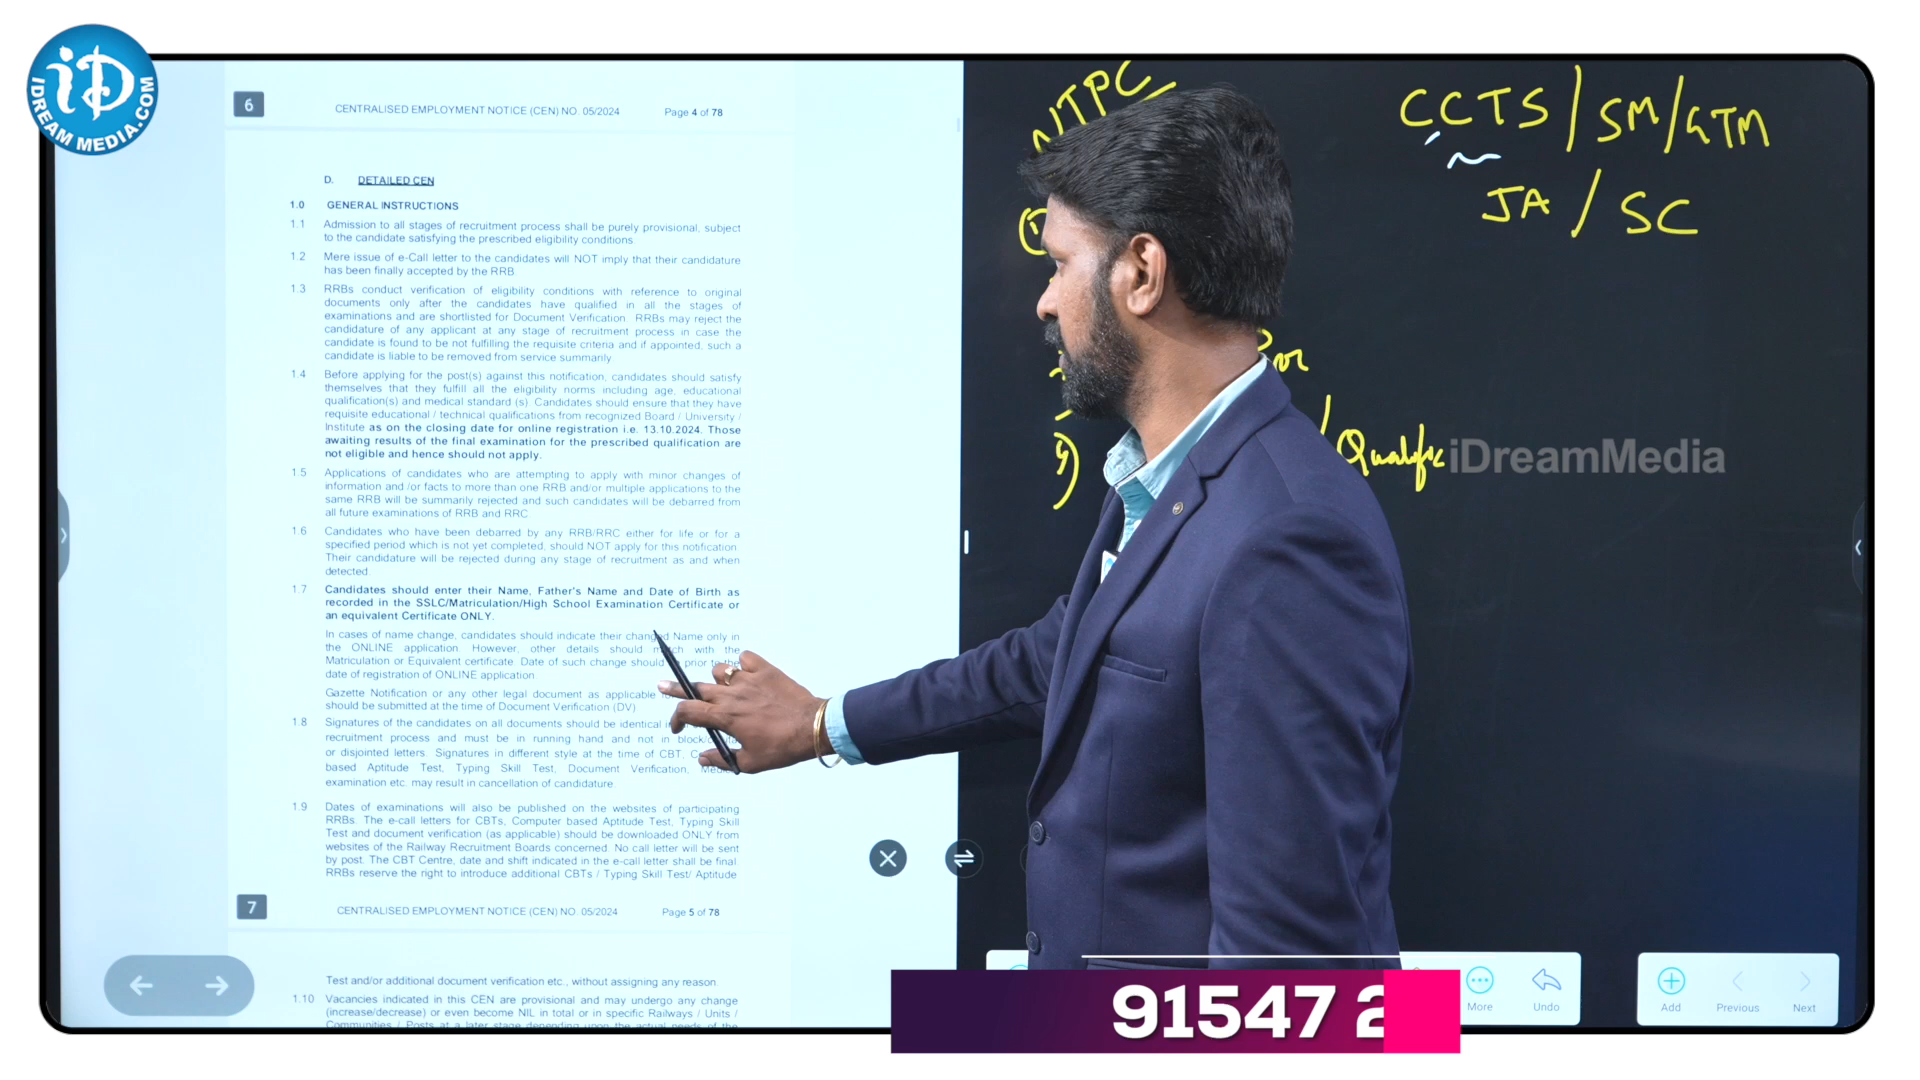 iD
IDREAM MEDIA.COM
6
CENTRALISED EMPLOYMENT NOTICE (CEN) NO. 05/2024 Page 4 of 78
D. DETAILED CEN
1.0 GENERAL INSTRUCTIONS
1.1 Admission to all stages of recruitment process shall be purely provisional, subject
to the candidate satisfying the prescribed eligibility conditions
1.2 Mere issue of e-Call letter to the candidates will NOT imply that their candidature
has been finally accepted by the RRB
1.3 RRBs conduct verification of eligibility conditions with reference to original
documents only after the candidates have qualified in all the stages of
examinations and are shortlisted for Document Verification. RRBs may reject the
candidature of any applicant at any stage of recruitment process in case the
candidate is found to be not fulfilling the requisite criteria and if appointed, such a
candidate is liable to be removed from service summarily
1.4 Before applying for the post(s) against this notification, candidates should satisfy
themselves that they fulfill all the eligibility norms including age, educational
qualification(s) and medical standard (s). Candidates should ensure that they have
requisite educational / technical qualifications from recognized Board / University /
Institute as on the closing date for online registration i.e. 13.10.2024. Those
awaiting results of the final examination for the prescribed qualification are
not eligible and hence should not apply.
1.5 Applications of candidates who are attempting to apply with minor changes of
information and /or facts to more than one RRB and/or multiple applications to the
same RRB will be summarily rejected and such candidates will be debarred from
all future examinations of RRB and RRC
1.6 Candidates who have been debarred by any RRB/RRC either for life or for a
specified period which is not yet completed, should NOT apply for this notification.
Their candidature will be rejected during any stage of recruitment as and when
detected
1.7 Candidates should enter their Name, Father's Name and Date of Birth as
recorded in the SSLC/Matriculation/High School Examination Certificate or
an equivalent Certificate ONLY.
In cases of name change, candidates should indicate their changed Name only in
the ONLINE application. However, other details should match with the
Matriculation or Equivalent certificate. Date of such change should prior to the
date of registration of ONLINE application
Gazette Notification or any other legal document as applicable
should be submitted at the time of Document Verification (DV)
1.8 Signatures of the candidates on all documents should be identical
recruitment process and must be in running hand and not in block/
or disjointed letters. Signatures in different style at the time of CBT,
based Aptitude Test, Typing Skill Test, Document Verification,
examination etc. may result in cancellation of candidature
1.9 Dates of examinations will also be published on the websites of participating
RRBs. The e-call letters for CBTs, Computer based Aptitude Test, Typing Skill
Test and document verification (as applicable) should be downloaded ONLY from
websites of the Railway Recruitment Boards concerned. No call letter will be sent
by post. The CBT Centre, date and shift indicated in the e-call letter shall be final.
RRBs reserve the right to introduce additional CBTs / Typing Skill Test/ Aptitude
7
CENTRALISED EMPLOYMENT NOTICE (CEN) NO. 05/2024 Page 5 of 78
Test and/or additional document verification etc., without assigning any reason
1.10 Vacancies indicated in this CEN are provisional and may undergo any change
(increase/decrease) or even become NIL in total or in specific Railways / Units /
Communities / Posts at a later stage depending upon the actual needs of the
NTPC
CCTS / SM / GTM
JA / SC
Qualific
iDreamMedia
More Undo
Add Previous Next
91547 2